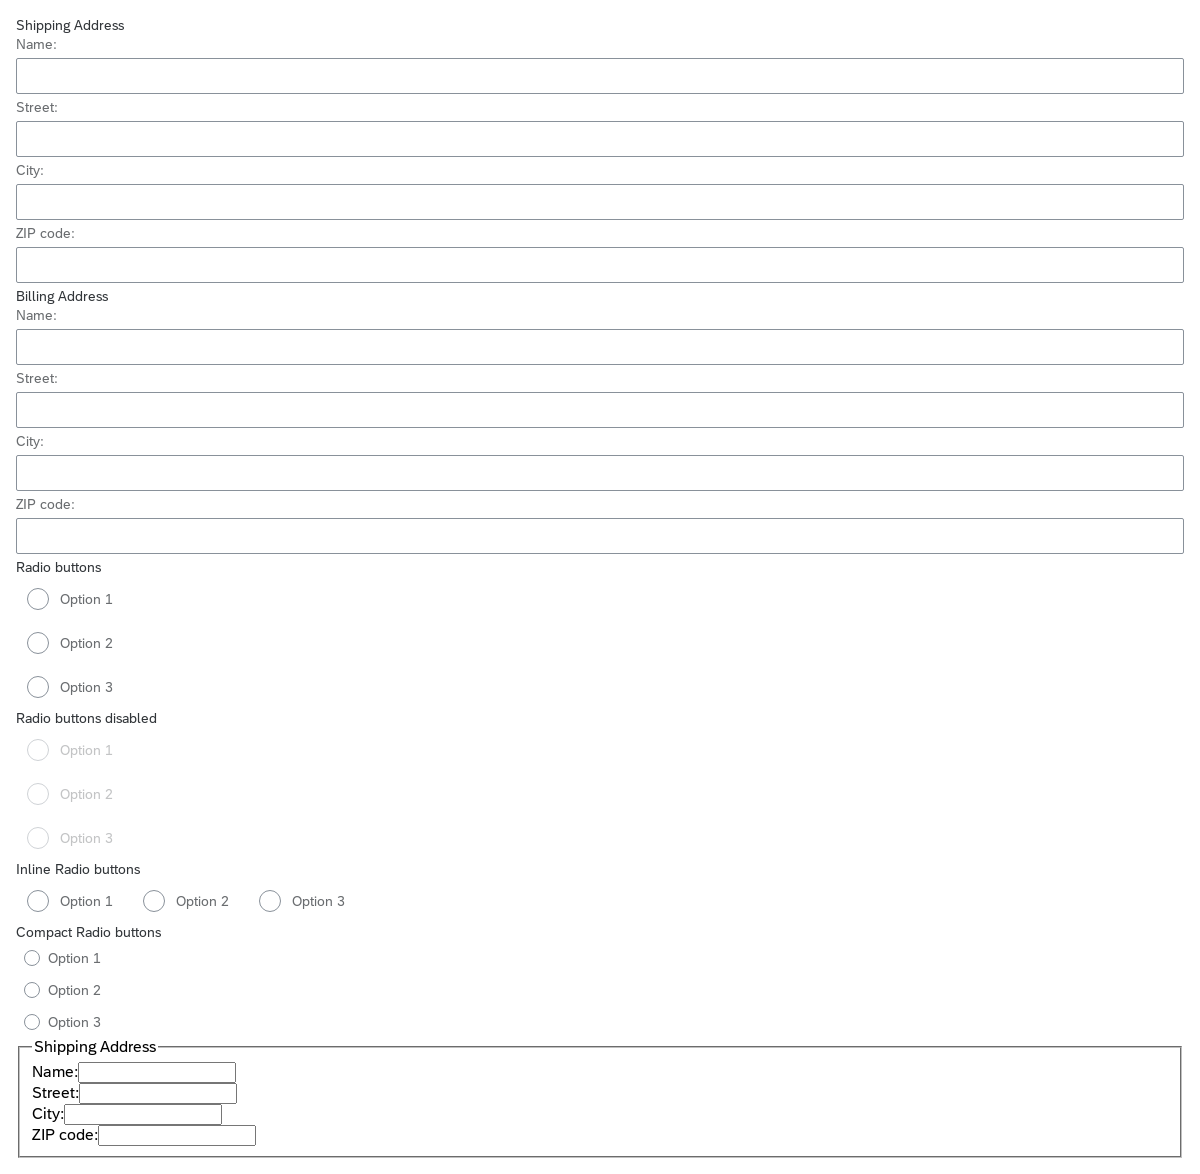 Shipping Address
Name:
Street:
City:
ZIP code:
Billing Address
Name:
Street:
City:
ZIP code:
Radio buttons
Option 1
Option 2
Option 3
Radio buttons disabled
Option 1
Option 2
Option 3
Inline Radio buttons
Option 1 Option 2 Option 3
Compact Radio buttons
Option 1
Option 2
Option 3
Shipping Address
Name:
Street:
City:
ZIP code: